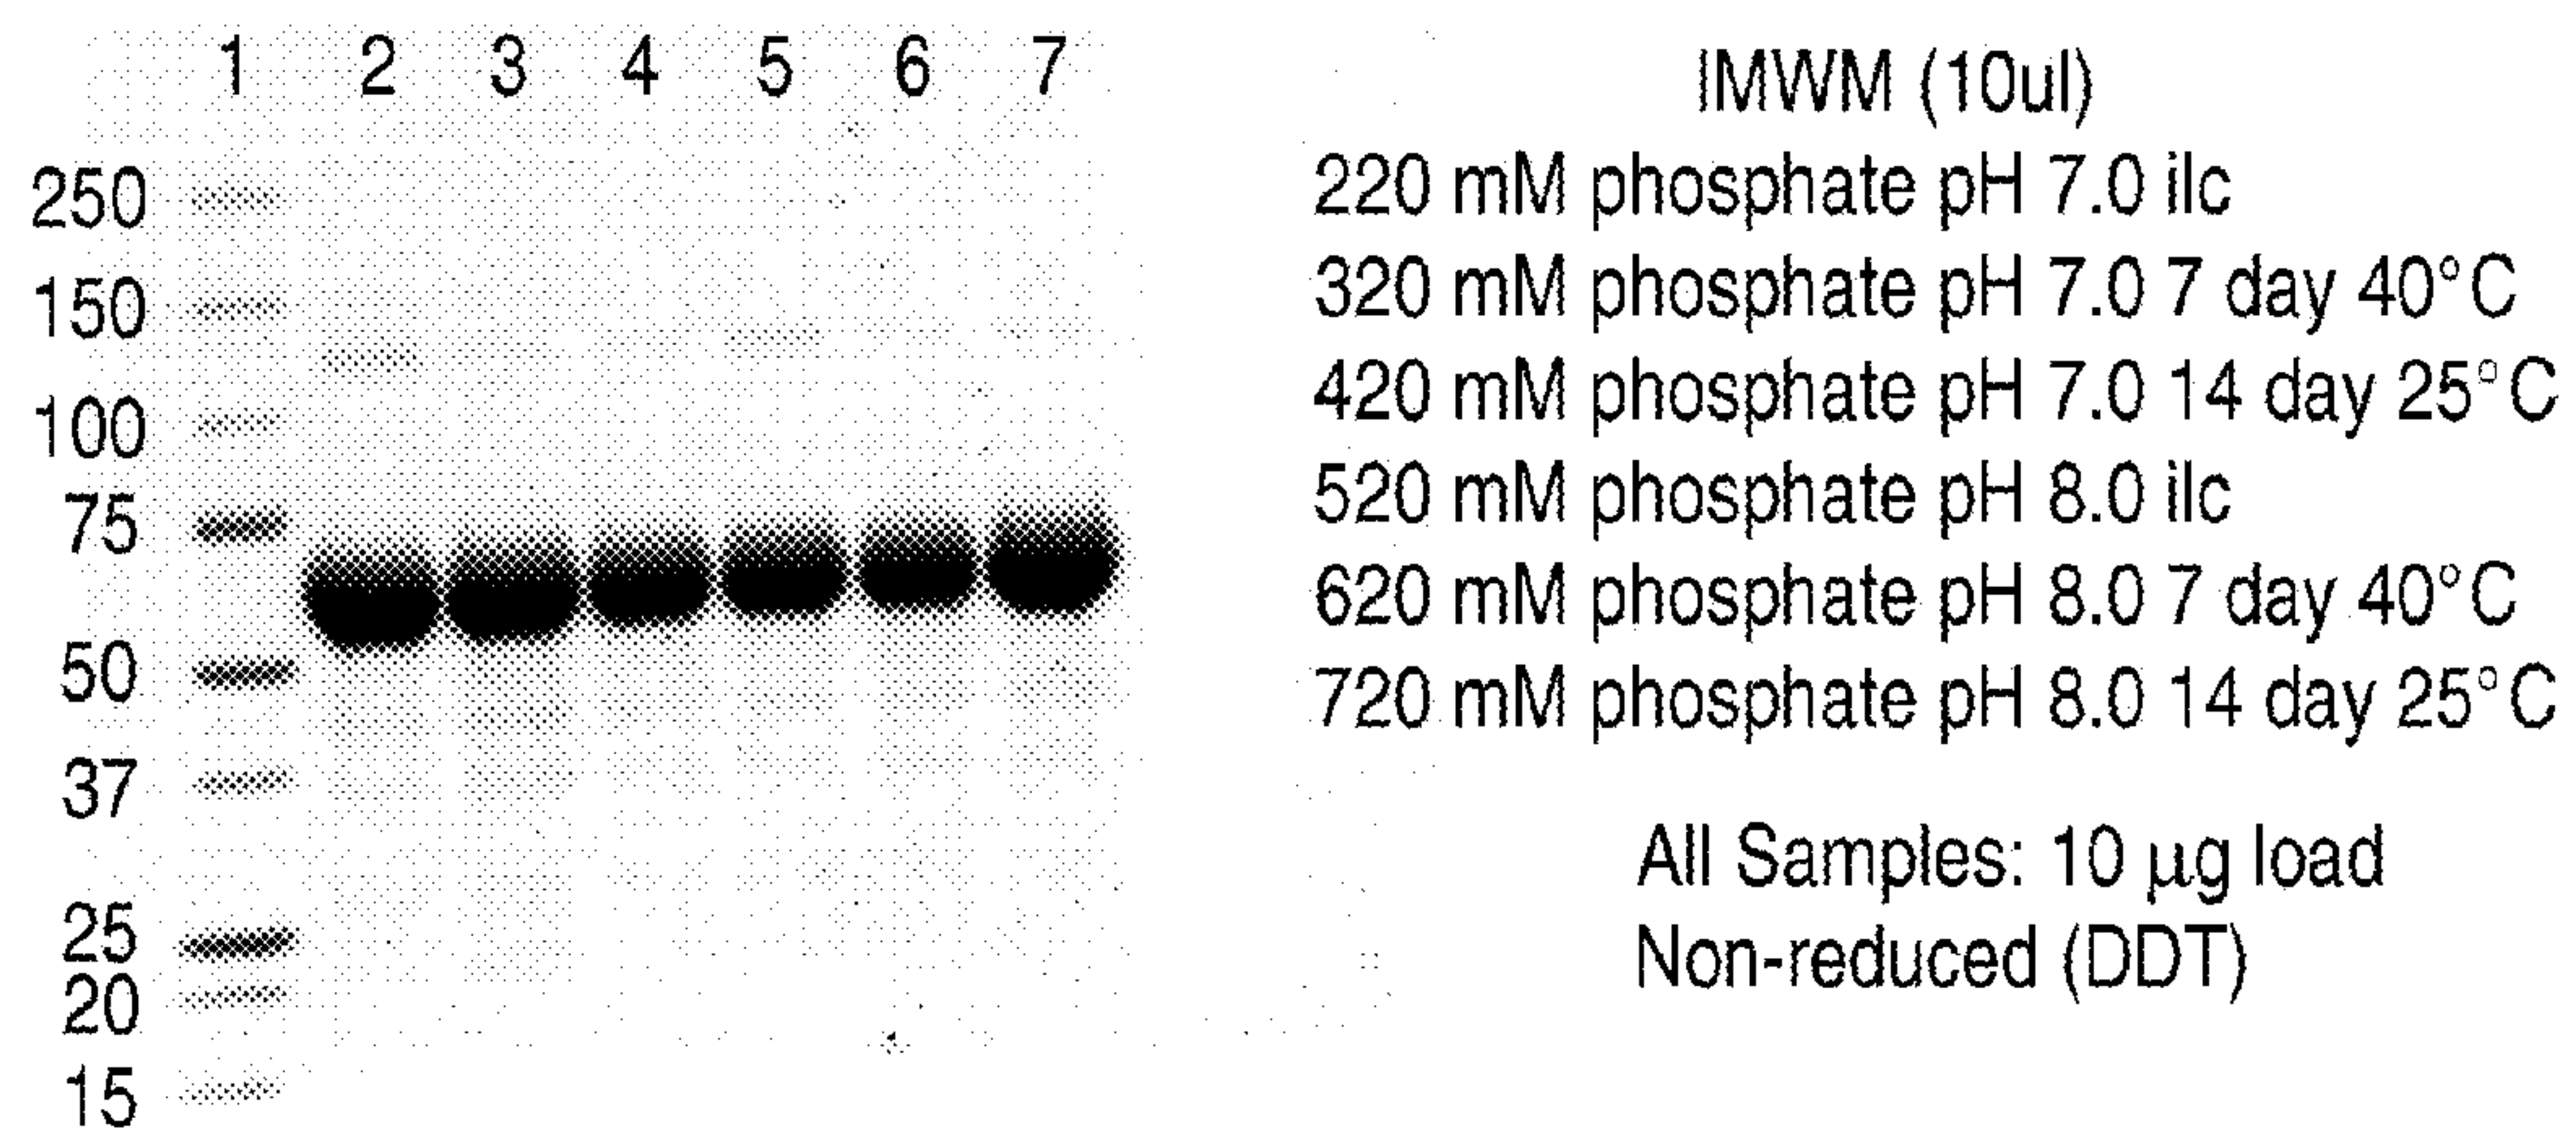 1 2 3 4 5 6 7
250
150
100
75
50
37
25
20
15
IMWM (10ul)
220 mM phosphate pH 7.0 ilc
320 mM phosphate pH 7.0 7 day 40°C
420 mM phosphate pH 7.0 14 day 25°C
520 mM phosphate pH 8.0 ilc
620 mM phosphate pH 8.0 7 day 40°C
720 mM phosphate pH 8.0 14 day 25°C
All Samples: 10 µg load
Non-reduced (DDT)